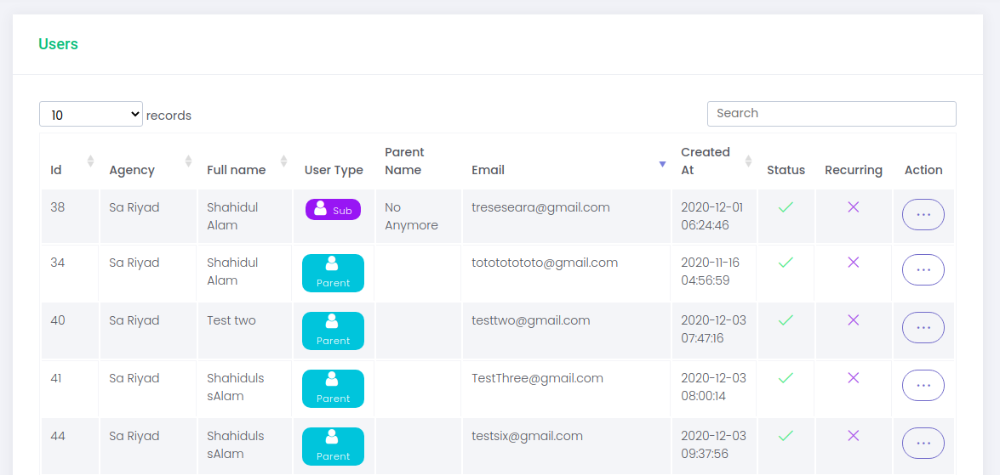 Users
10 records Search
Id Agency Full name User Type Parent Name Email Created At Status Recurring Action
38 Sa Riyad Shahidul Alam Sub No Anymore treseseara@gmail.com 2020-12-01 06:24:46 ...
34 Sa Riyad Shahidul Alam Parent totototototo@gmail.com 2020-11-16 04:56:59 ...
40 Sa Riyad Test two Parent testtwo@gmail.com 2020-12-03 07:47:16 ...
41 Sa Riyad Shahiduls sAlam Parent TestThree@gmail.com 2020-12-03 08:00:14 ...
44 Sa Riyad Shahiduls sAlam Parent testsix@gmail.com 2020-12-03 09:37:56 ...